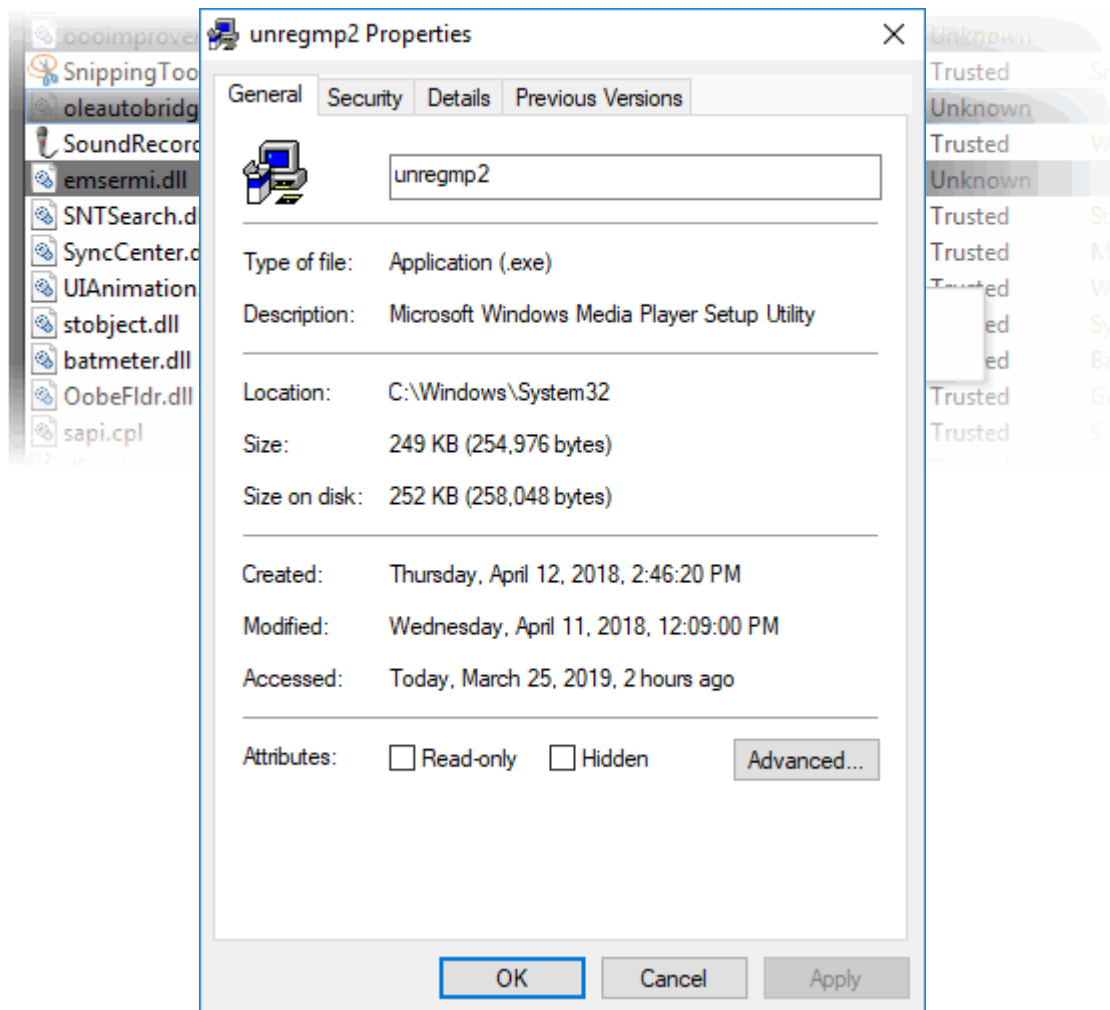 unregmp2 Properties
General Security Details Previous Versions
unregmp2
Type of file: Application (.exe)
Description: Microsoft Windows Media Player Setup Utility
Location: C:\Windows\System32
Size: 249 KB (254,976 bytes)
Size on disk: 252 KB (258,048 bytes)
Created: Thursday, April 12, 2018, 2:46:20 PM
Modified: Wednesday, April 11, 2018, 12:09:00 PM
Accessed: Today, March 25, 2019, 2 hours ago
Attributes: Read-only Hidden Advanced...
OK Cancel Apply
oooimprove Unknown
SnippingToo Trusted
oleautobridg Unknown
SoundRecord Trusted
emsermi.dll Unknown
SNTSearch.d Trusted
SyncCenter.d Trusted
UIAnimation. Trusted
stobject.dll ed
batmeter.dll ed
OobeFldr.dll Trusted
sapi.cpl Trusted